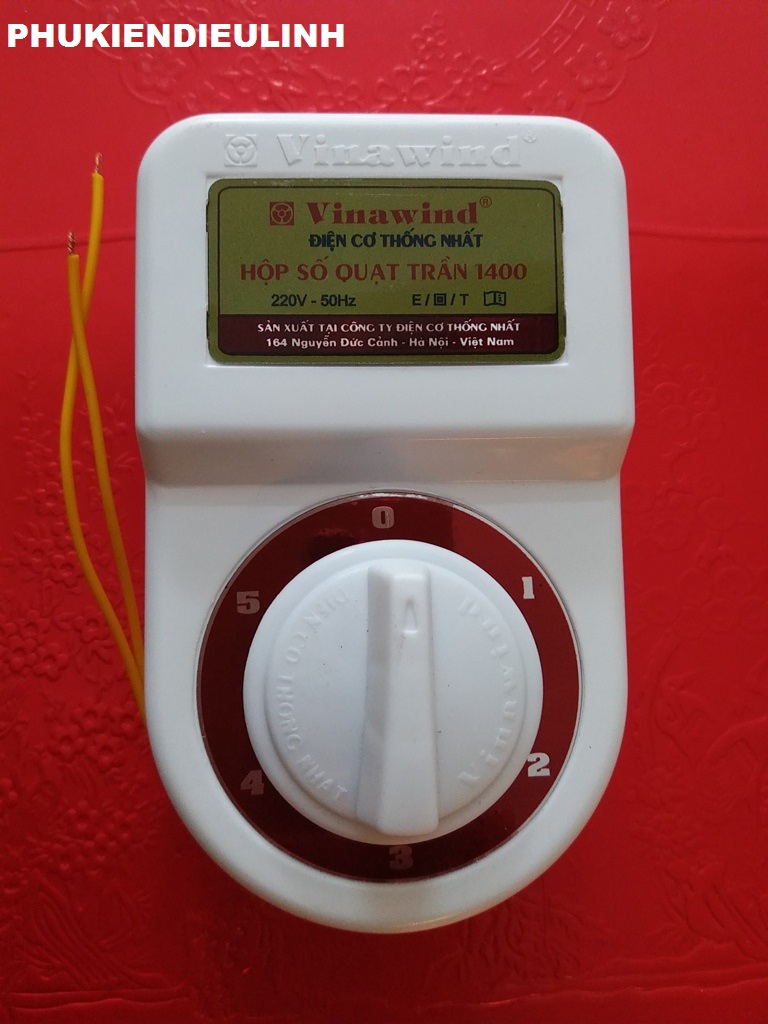 PHUKIENDIEULINH
Vinawind®
Vinawind®
ĐIỆN CƠ THỐNG NHẤT
HỘP SỐ QUẠT TRẦN 1400
220V - 50Hz E / / T
SẢN XUẤT TẠI CÔNG TY ĐIỆN CƠ THỐNG NHẤT
164 Nguyễn Đức Cảnh - Hà Nội - Việt Nam
0
5 1
4 2
3
ĐIỆN CƠ THỐNG NHẤT
Vinawind